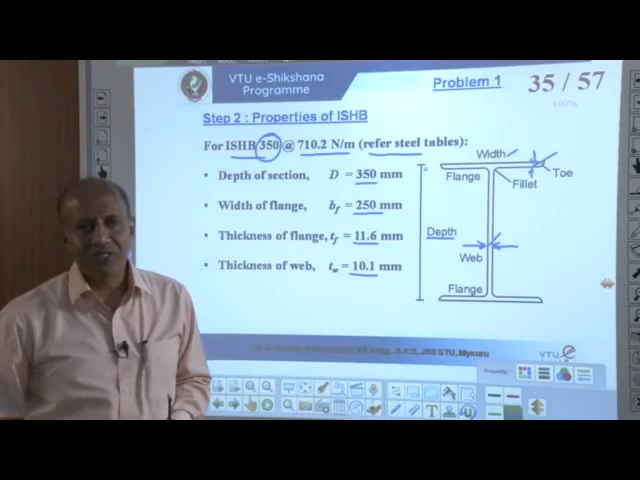 VTU e-Shikshana
Programme
Problem 1
35 / 57
100%
Step 2 : Properties of ISHB
For ISHB 350 @ 710.2 N/m (refer steel tables):
• Depth of section, D = 350 mm
• Width of flange, bf = 250 mm
• Thickness of flange, tf = 11.6 mm
• Thickness of web, tw = 10.1 mm
Width
Flange
Toe
Fillet
Depth
Web
Flange
VTU